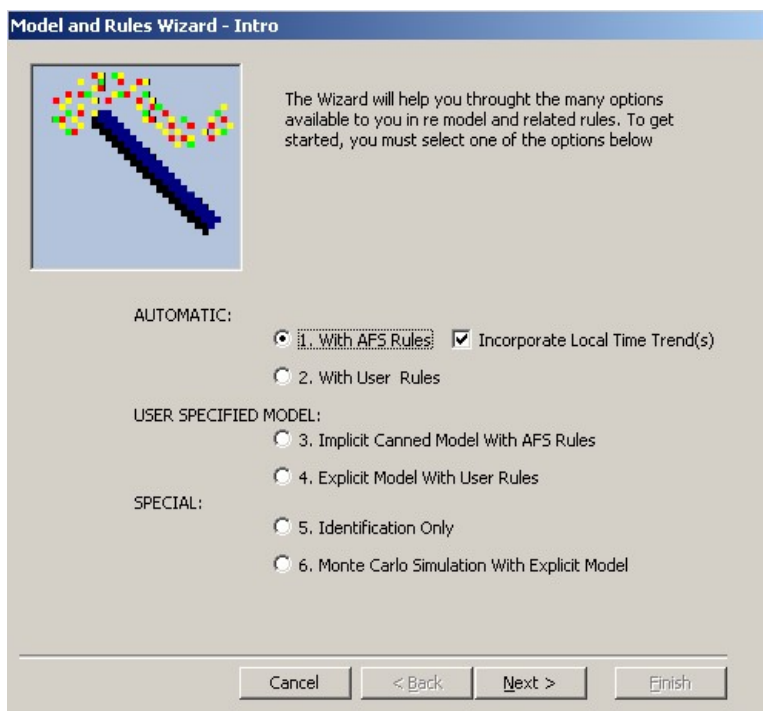 Model and Rules Wizard - Intro
The Wizard will help you throught the many options
available to you in re model and related rules. To get
started, you must select one of the options below
AUTOMATIC:
1. With AFS Rules
Incorporate Local Time Trend(s)
2. With User Rules
USER SPECIFIED MODEL:
3. Implicit Canned Model With AFS Rules
4. Explicit Model With User Rules
SPECIAL:
5. Identification Only
6. Monte Carlo Simulation With Explicit Model
Cancel
< Back
Next >
Finish